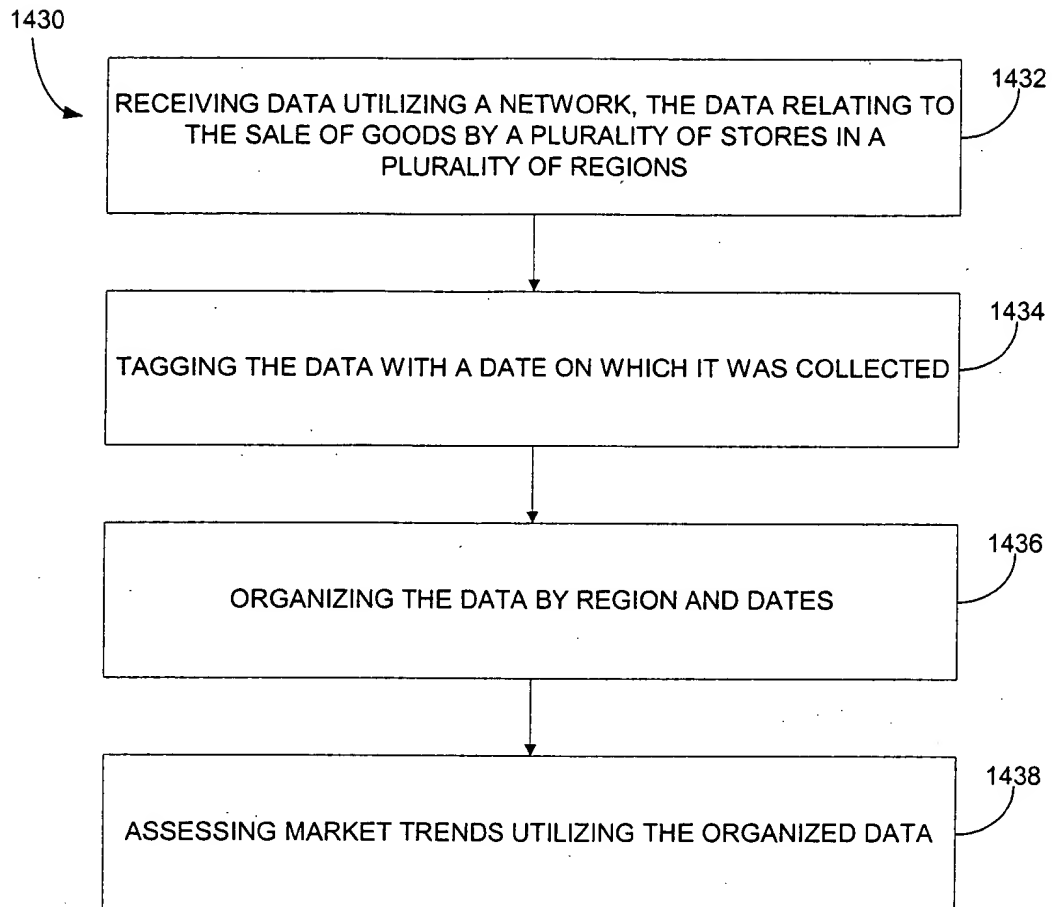 1430
1432
RECEIVING DATA UTILIZING A NETWORK, THE DATA RELATING TO
THE SALE OF GOODS BY A PLURALITY OF STORES IN A
PLURALITY OF REGIONS
1434
TAGGING THE DATA WITH A DATE ON WHICH IT WAS COLLECTED
1436
ORGANIZING THE DATA BY REGION AND DATES
1438
ASSESSING MARKET TRENDS UTILIZING THE ORGANIZED DATA